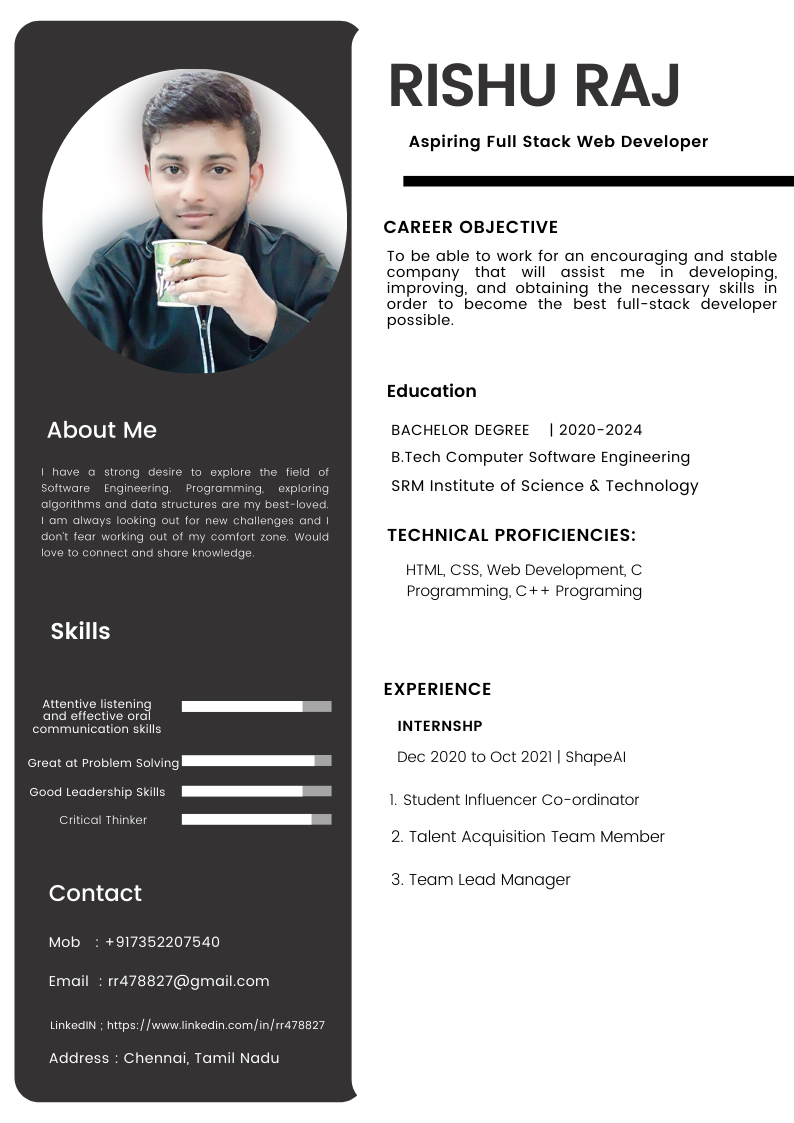 RISHU RAJ
Aspiring Full Stack Web Developer
CAREER OBJECTIVE
To be able to work for an encouraging and stable
company that will assist me in developing,
improving, and obtaining the necessary skills in
order to become the best full-stack developer
possible.
Education
BACHELOR DEGREE | 2020-2024
B.Tech Computer Software Engineering
SRM Institute of Science & Technology
TECHNICAL PROFICIENCIES:
HTML, CSS, Web Development, C
Programming, C++ Programing
EXPERIENCE
INTERNSHP
Dec 2020 to Oct 2021 | ShapeAI
1. Student Influencer Co-ordinator
2. Talent Acquisition Team Member
3. Team Lead Manager
About Me
I have a strong desire to explore the field of
Software Engineering. Programming, exploring
algorithms and data structures are my best-loved.
I am always looking out for new challenges and I
don't fear working out of my comfort zone. Would
love to connect and share knowledge.
Skills
Attentive listening
and effective oral
communication skills
Great at Problem Solving
Good Leadership Skills
Critical Thinker
Contact
Mob : +917352207540
Email : rr478827@gmail.com
LinkedIN ; https://www.linkedin.com/in/rr478827
Address : Chennai, Tamil Nadu